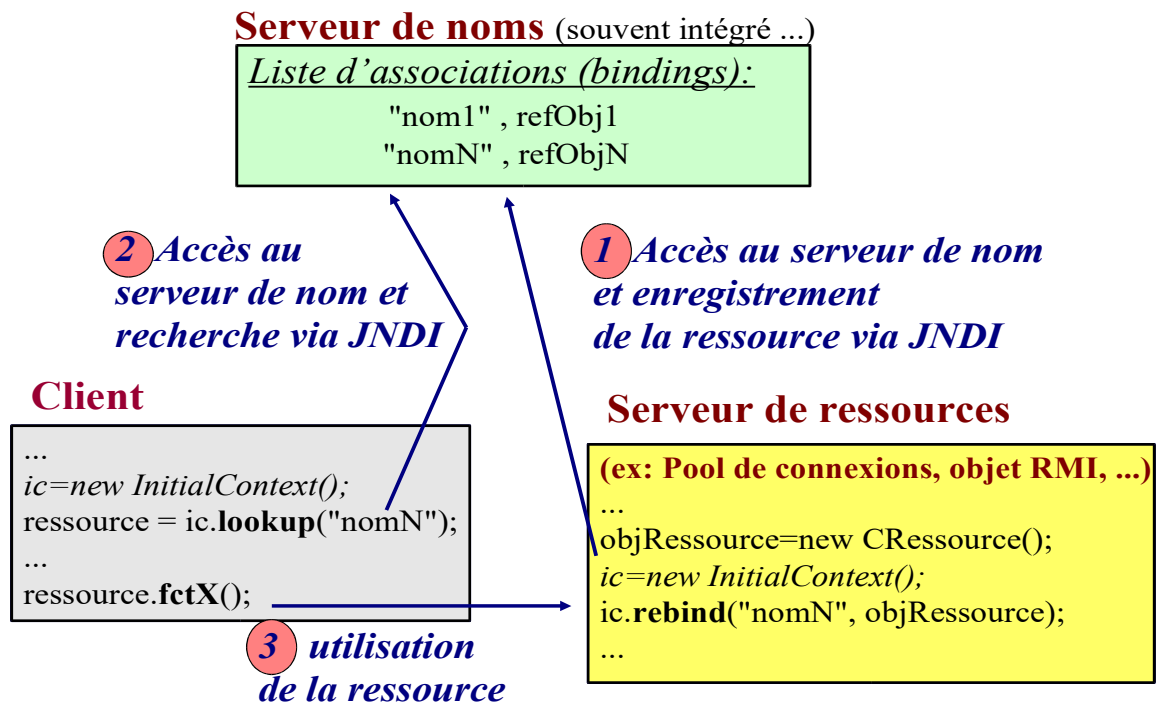 Serveur de noms (souvent intégré ...)
Liste d’associations (bindings):
"nom1" , refObj1
"nomN" , refObjN
2 Accès au
serveur de nom et
recherche via JNDI
1 Accès au serveur de nom
et enregistrement
de la ressource via JNDI
Client
...
ic=new InitialContext();
ressource = ic.lookup("nomN");
...
ressource.fctX();
Serveur de ressources
(ex: Pool de connexions, objet RMI, ...)
...
objRessource=new CRessource();
ic=new InitialContext();
ic.rebind("nomN", objRessource);
...
3 utilisation
de la ressource